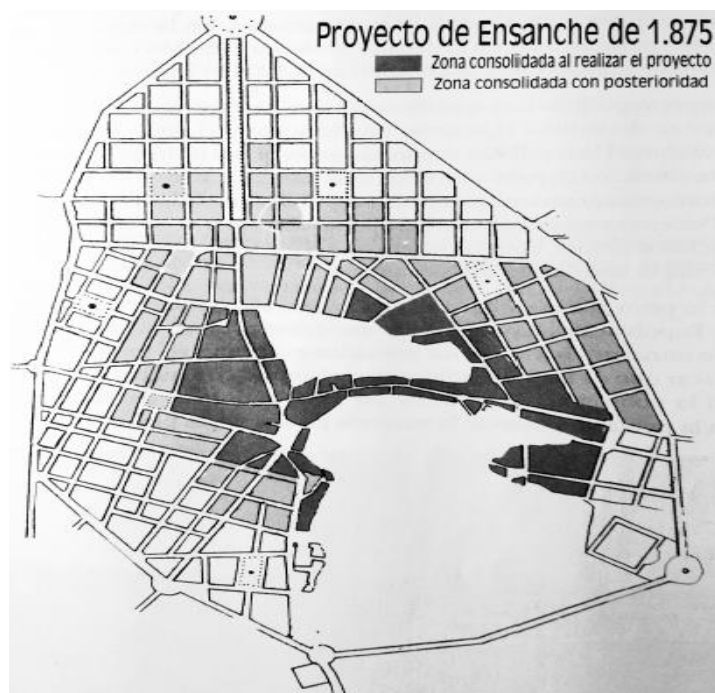 Proyecto de Ensanche de 1.875
Zona consolidada al realizar el proyecto
Zona consolidada con posterioridad